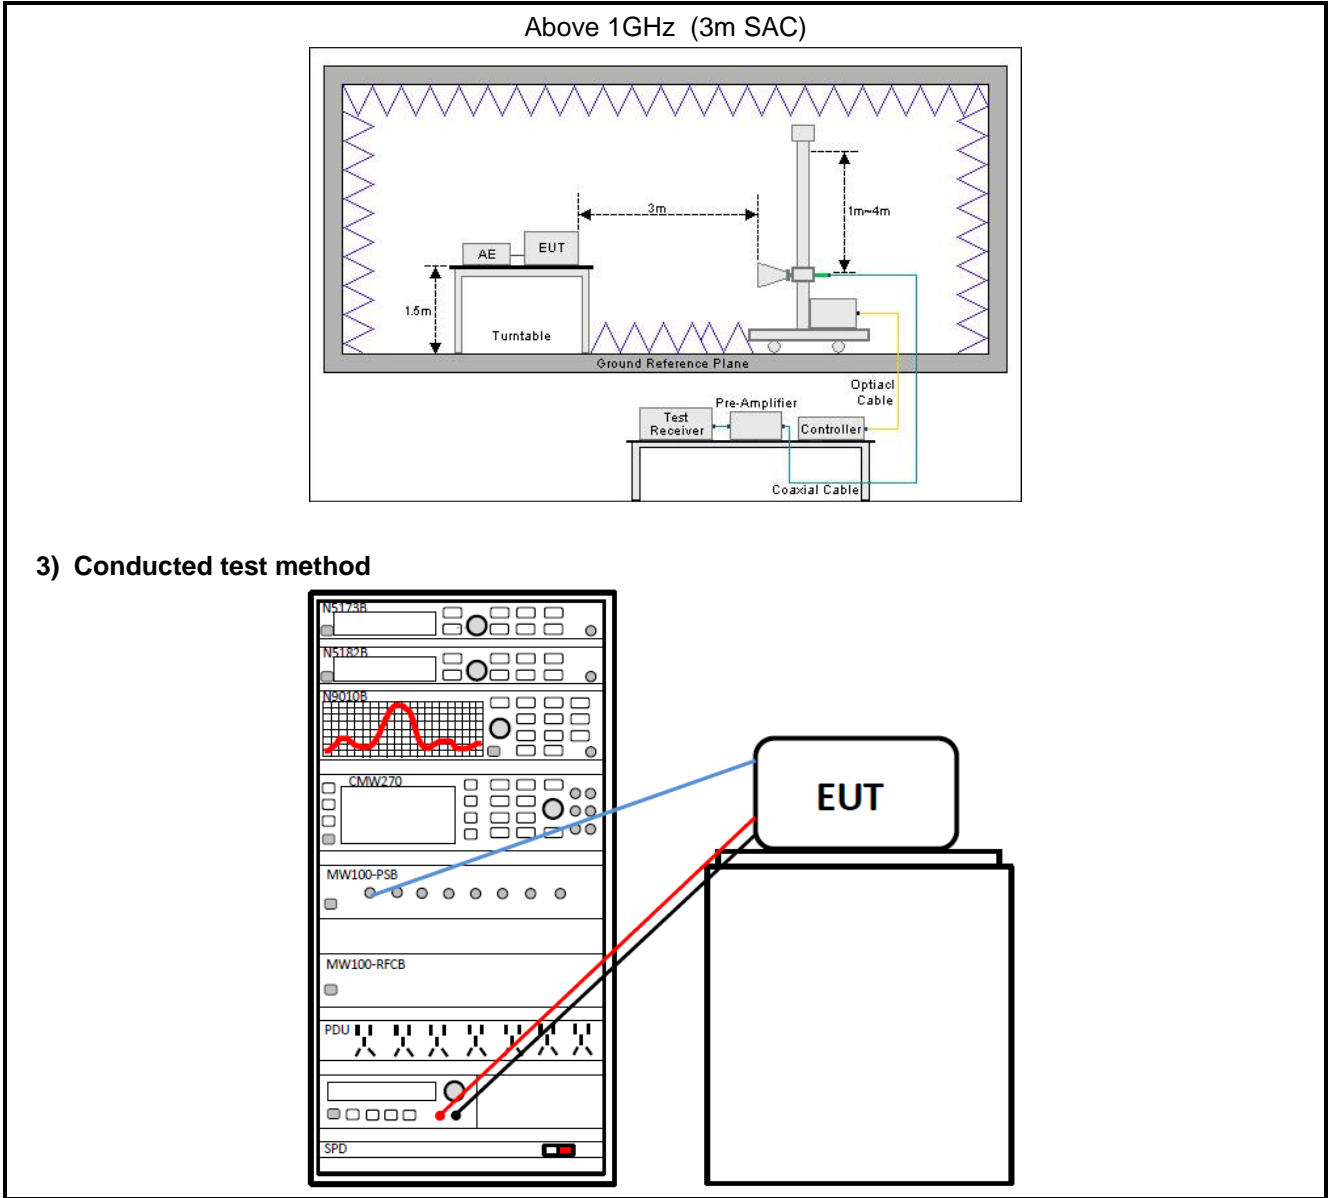 Above 1GHz (3m SAC)
3m
1m~4m
AE
EUT
1.5m
Turntable
Ground Reference Plane
Optiacl
Cable
Pre-Amplifier
Test
Receiver
Controller
Coaxial Cable
3) Conducted test method
N5173B
N5182B
N9010B
CMW270
EUT
MW100-PSB
MW100-RFCB
PDU
SPD